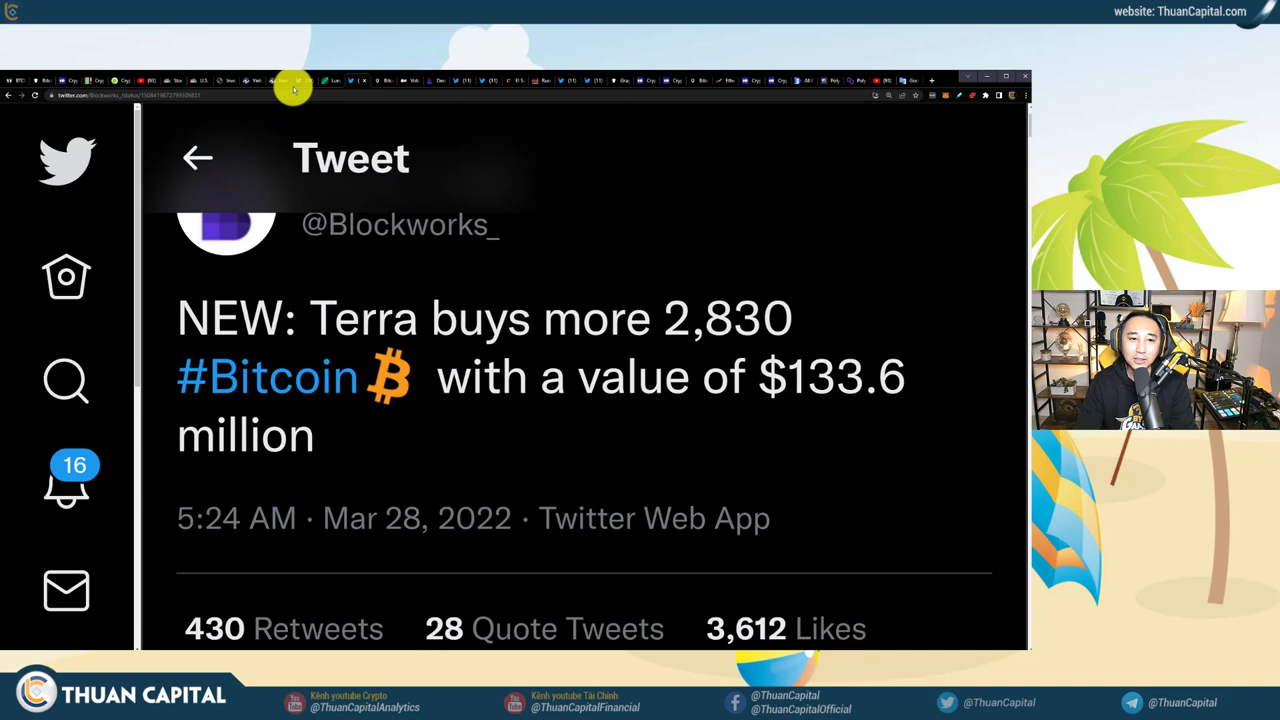 website: ThuanCapital.com
Tweet
@Blockworks_
NEW: Terra buys more 2,830
#Bitcoin with a value of $133.6
million
5:24 AM · Mar 28, 2022 · Twitter Web App
430 Retweets 28 Quote Tweets 3,612 Likes
16
THUAN CAPITAL
Kênh youtube Crypto
@ThuanCapitalAnalytics
Kênh youtube Tài Chính
@ThuanCapitalFinancial
@ThuanCapital
@ThuanCapitalOfficial
@ThuanCapital
@ThuanCapital